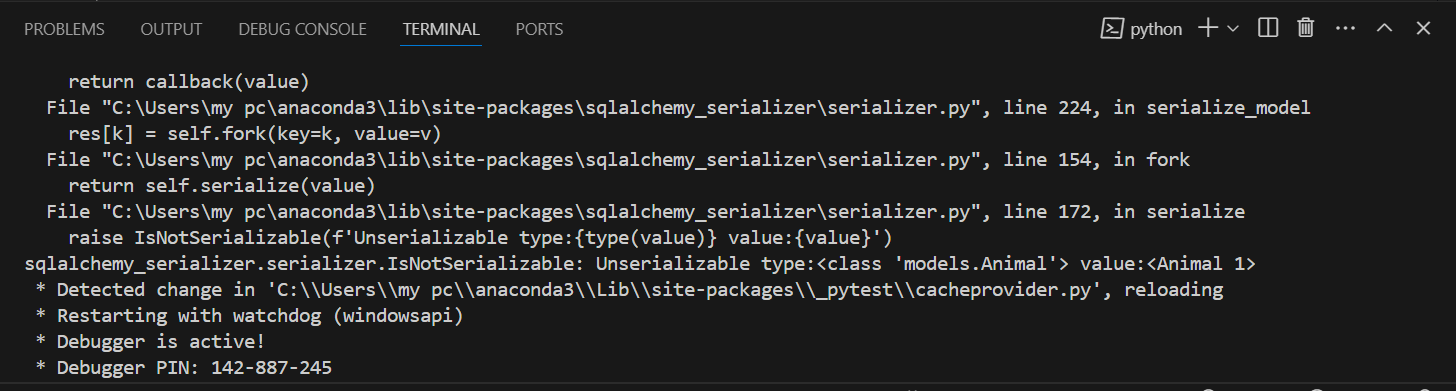 PROBLEMS OUTPUT DEBUG CONSOLE TERMINAL PORTS python
return callback(value)
File "C:\Users\my pc\anaconda3\lib\site-packages\sqlalchemy_serializer\serializer.py", line 224, in serialize_model
res[k] = self.fork(key=k, value=v)
File "C:\Users\my pc\anaconda3\lib\site-packages\sqlalchemy_serializer\serializer.py", line 154, in fork
return self.serialize(value)
File "C:\Users\my pc\anaconda3\lib\site-packages\sqlalchemy_serializer\serializer.py", line 172, in serialize
raise IsNotSerializable(f'Unserializable type:{type(value)} value:{value}')
sqlalchemy_serializer.serializer.IsNotSerializable: Unserializable type:<class 'models.Animal'> value:<Animal 1>
* Detected change in 'C:\\Users\\my pc\\anaconda3\\Lib\\site-packages\\_pytest\\cacheprovider.py', reloading
* Restarting with watchdog (windowsapi)
* Debugger is active!
* Debugger PIN: 142-887-245